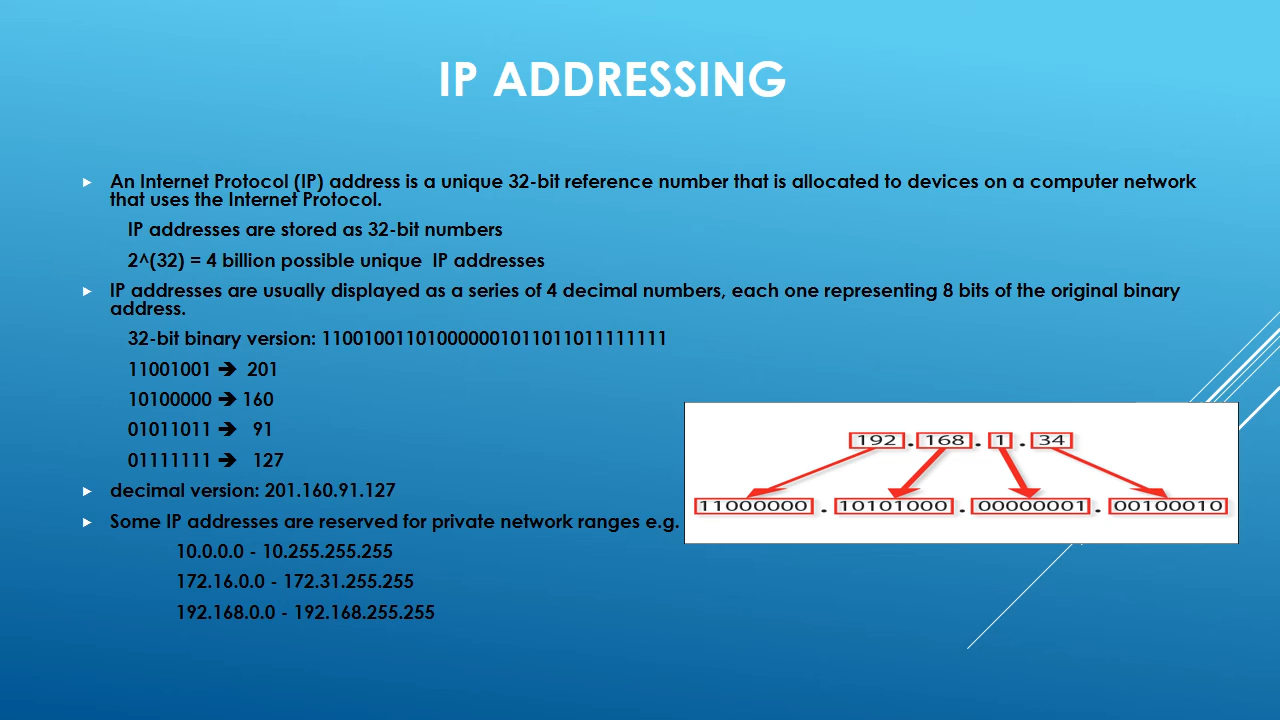 IP ADDRESSING
An Internet Protocol (IP) address is a unique 32-bit reference number that is allocated to devices on a computer network
that uses the Internet Protocol.
IP addresses are stored as 32-bit numbers
2^(32) = 4 billion possible unique  IP addresses
IP addresses are usually displayed as a series of 4 decimal numbers, each one representing 8 bits of the original binary
address.
32-bit binary version: 11001001101000000101101101111111
11001001 ➔  201
10100000 ➔ 160
01011011 ➔   91
01111111 ➔   127
decimal version: 201.160.91.127
Some IP addresses are reserved for private network ranges e.g.
10.0.0.0 - 10.255.255.255
172.16.0.0 - 172.31.255.255
192.168.0.0 - 192.168.255.255
192.168.1.34
11000000.10101000.00000001.00100010